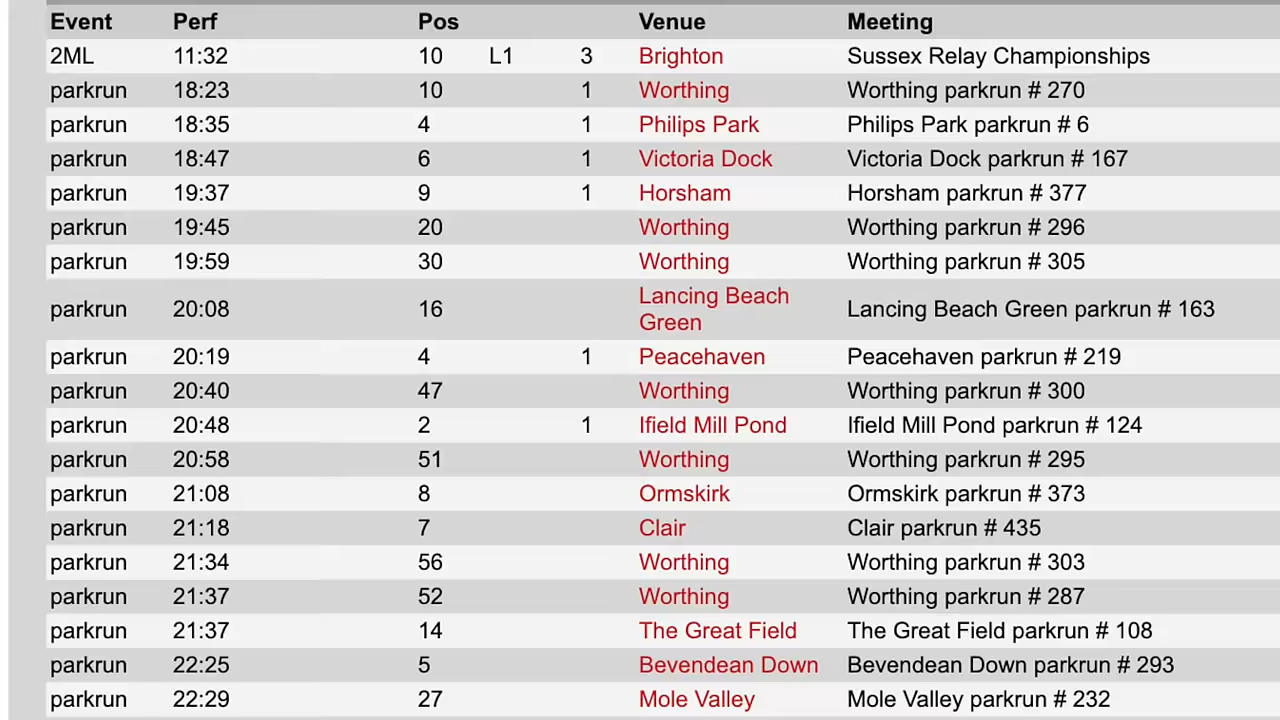 Event Perf Pos Venue Meeting
2ML 11:32 10 L1 3 Brighton Sussex Relay Championships
parkrun 18:23 10 1 Worthing Worthing parkrun # 270
parkrun 18:35 4 1 Philips Park Philips Park parkrun # 6
parkrun 18:47 6 1 Victoria Dock Victoria Dock parkrun # 167
parkrun 19:37 9 1 Horsham Horsham parkrun # 377
parkrun 19:45 20 Worthing Worthing parkrun # 296
parkrun 19:59 30 Worthing Worthing parkrun # 305
parkrun 20:08 16 Lancing Beach
Green Lancing Beach Green parkrun # 163
parkrun 20:19 4 1 Peacehaven Peacehaven parkrun # 219
parkrun 20:40 47 Worthing Worthing parkrun # 300
parkrun 20:48 2 1 Ifield Mill Pond Ifield Mill Pond parkrun # 124
parkrun 20:58 51 Worthing Worthing parkrun # 295
parkrun 21:08 8 Ormskirk Ormskirk parkrun # 373
parkrun 21:18 7 Clair Clair parkrun # 435
parkrun 21:34 56 Worthing Worthing parkrun # 303
parkrun 21:37 52 Worthing Worthing parkrun # 287
parkrun 21:37 14 The Great Field The Great Field parkrun # 108
parkrun 22:25 5 Bevendean Down Bevendean Down parkrun # 293
parkrun 22:29 27 Mole Valley Mole Valley parkrun # 232